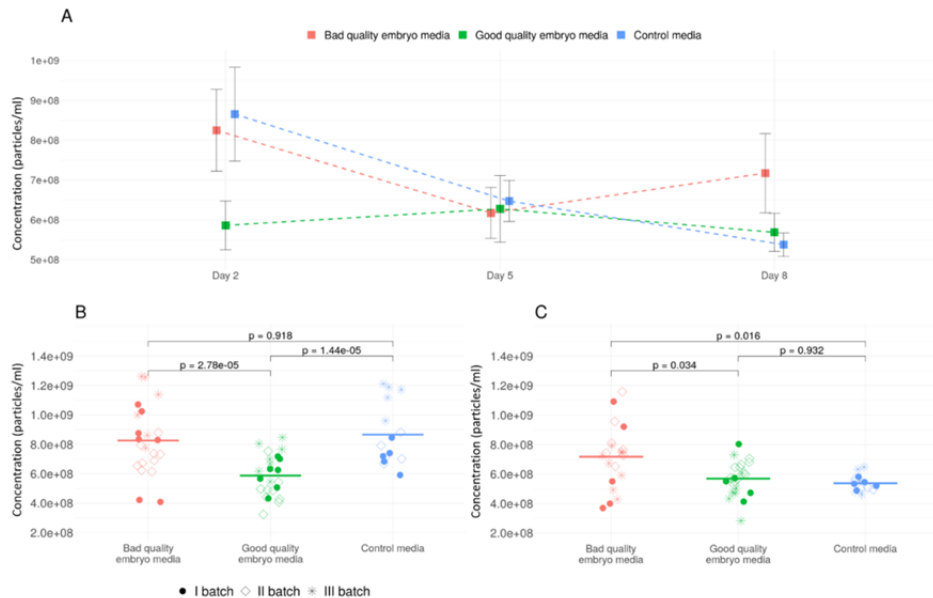 A
Bad quality embryo media Good quality embryo media Control media
Concentration (particles/ml)
1e+09
9e+08
8e+08
7e+08
6e+08
5e+08
Day 2 Day 5 Day 8
B
Concentration (particles/ml)
p = 0.918
p = 2.78e-05 p = 1.44e-05
1.4e+09
1.2e+09
1.0e+09
8.0e+08
6.0e+08
4.0e+08
2.0e+08
Bad quality Good quality Control media
embryo media embryo media
I batch II batch III batch
C
Concentration (particles/ml)
p = 0.016
p = 0.034 p = 0.932
1.4e+09
1.2e+09
1.0e+09
8.0e+08
6.0e+08
4.0e+08
2.0e+08
Bad quality Good quality Control media
embryo media embryo media